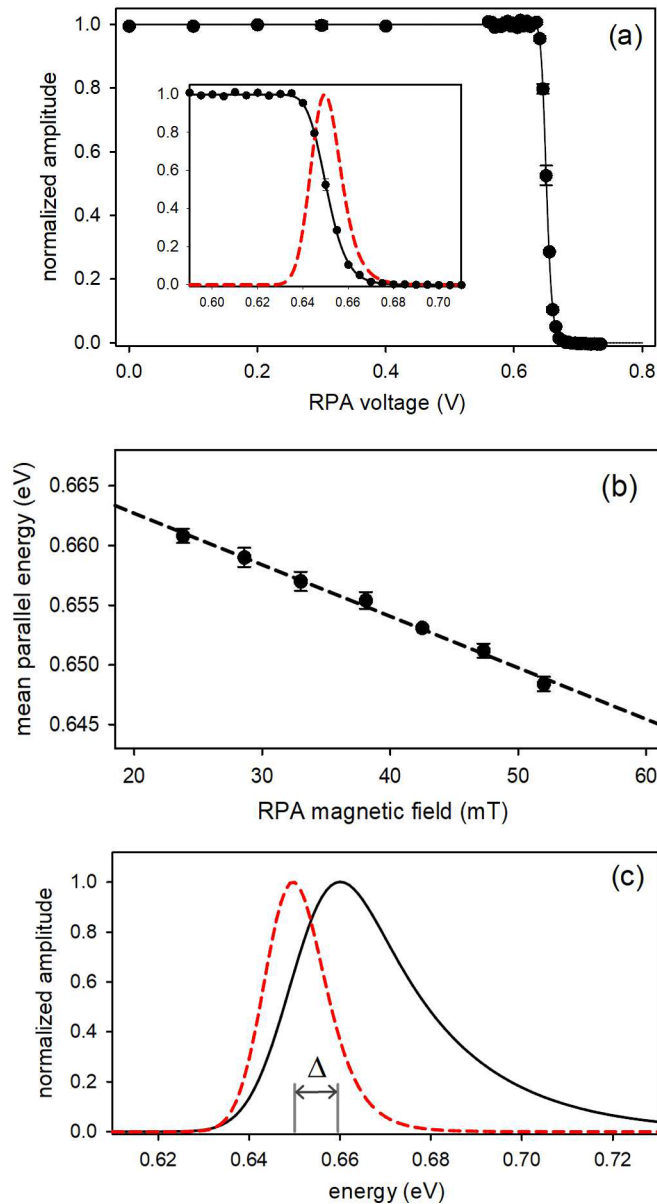 (a)
normalized amplitude
1.0
0.8
0.6
0.4
0.2
0.0
1.0
0.8
0.6
0.4
0.2
0.0
0.60 0.62 0.64 0.66 0.68 0.70
0.0 0.2 0.4 0.6 0.8
RPA voltage (V)
(b)
mean parallel energy (eV)
0.665
0.660
0.655
0.650
0.645
20 30 40 50 60
RPA magnetic field (mT)
(c)
normalized amplitude
1.0
0.8
0.6
0.4
0.2
0.0
Δ
0.62 0.64 0.66 0.68 0.70 0.72
energy (eV)